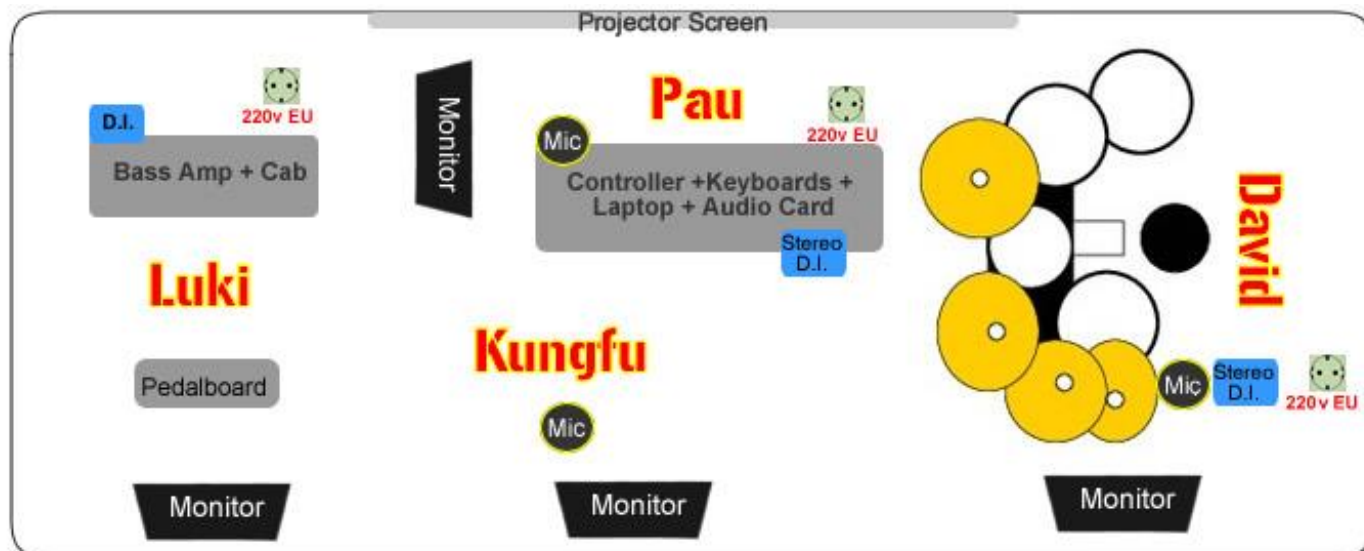 Projector Screen
D.I.
220v EU
Bass Amp + Cab
Luki
Pedalboard
Monitor
Monitor
Pau
Mic
220v EU
Controller +Keyboards +
Laptop + Audio Card
Stereo
D.I.
Kungfu
Mic
Monitor
David
Mic
Stereo
D.I.
220v EU
Monitor